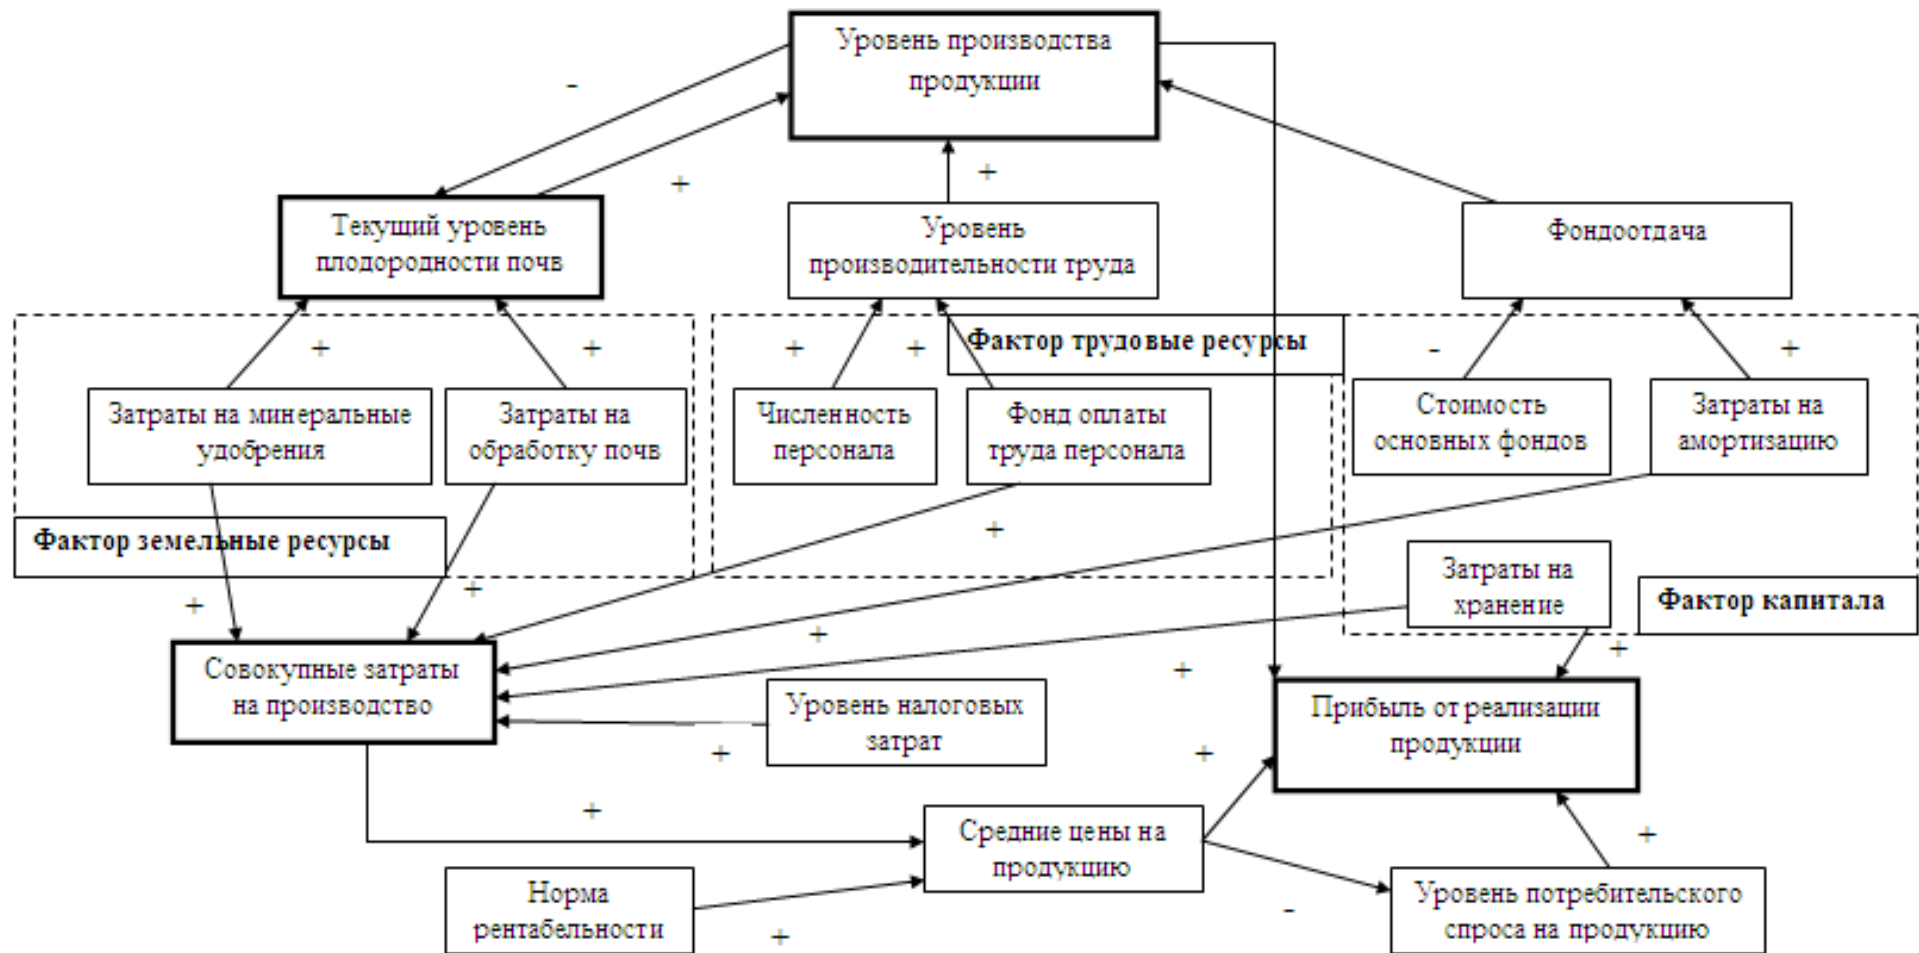 Уровень производства
продукции
-
+
+
Текущий уровень
плодородности почв
Уровень
производительности труда
Фондоотдача
+
+
+
+
Фактор трудовые ресурсы
-
+
Затраты на минеральные
удобрения
Затраты на
обработку почв
Численность
персонала
Фонд оплаты
труда персонала
Стоимость
основных фондов
Затраты на
амортизацию
Фактор земельные ресурсы
+
+
+
Затраты на
хранение
Фактор капитала
+
+
+
Совокупные затраты
на производство
Уровень налоговых
затрат
Прибыль от реализации
продукции
+
+
+
+
Средние цены на
продукцию
Норма
рентабельности
+
-
Уровень потребительского
спроса на продукцию